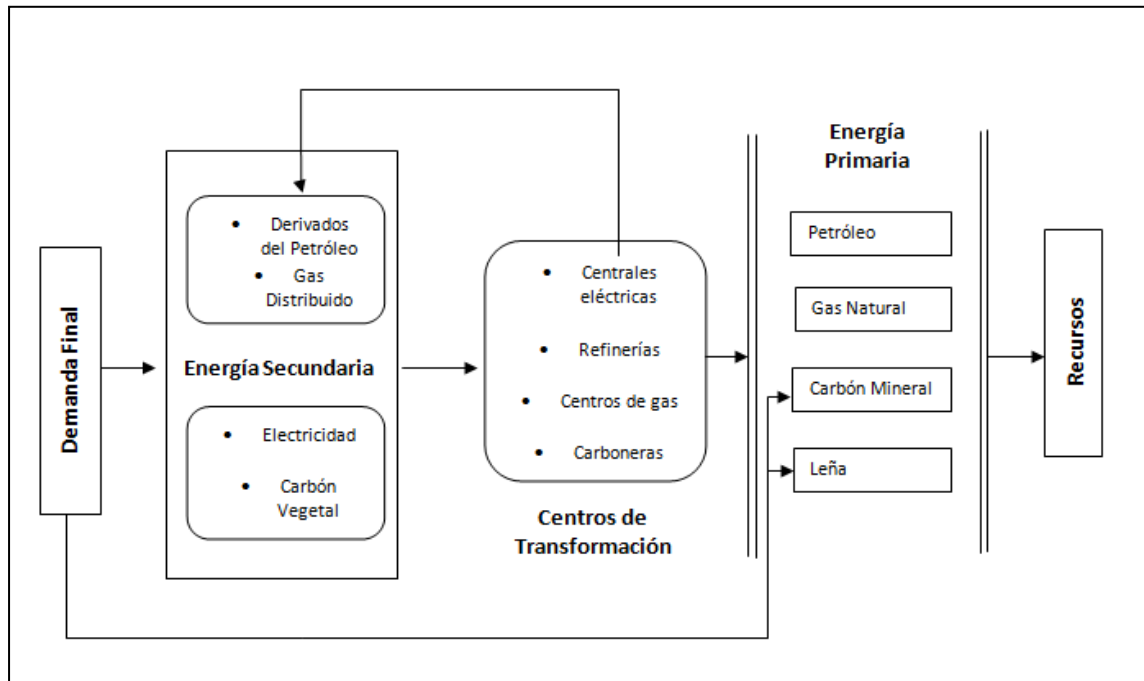 Demanda Final
Derivados
del Petróleo
Gas
Distribuido
Energía Secundaria
Electricidad
Carbón
Vegetal
Centrales
eléctricas
Refinerías
Centros de gas
Carboneras
Centros de
Transformación
Energía
Primaria
Petróleo
Gas Natural
Carbón Mineral
Leña
Recursos